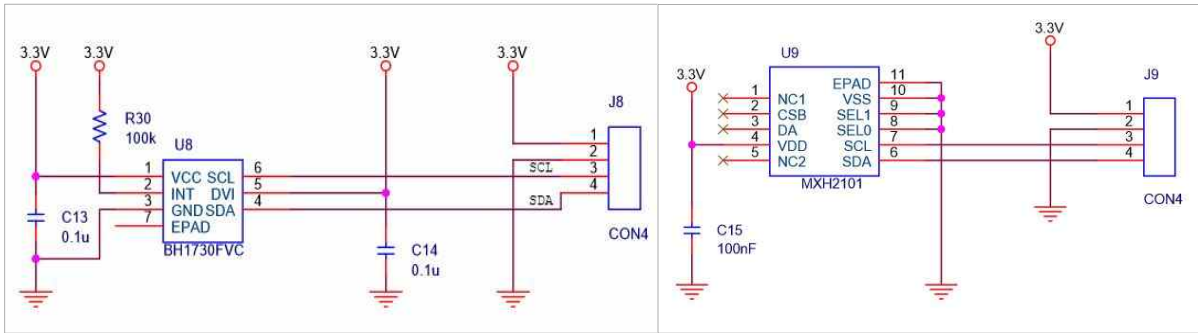 3.3V
3.3V
3.3V
3.3V
R30
100k
U8
1 VCC SCL 6
2 INT DVI 5
3 GND SDA 4
7 EPAD
BH1730FVC
C13
0.1u
C14
0.1u
SCL
SDA
J8
1
2
3
4
CON4
3.3V
3.3V
U9
EPAD 11
1 NC1 VSS 10
2 CSB SEL1 9
3 DA SEL0 8
4 VDD SCL 7
5 NC2 SDA 6
MXH2101
C15
100nF
J9
1
2
3
4
CON4